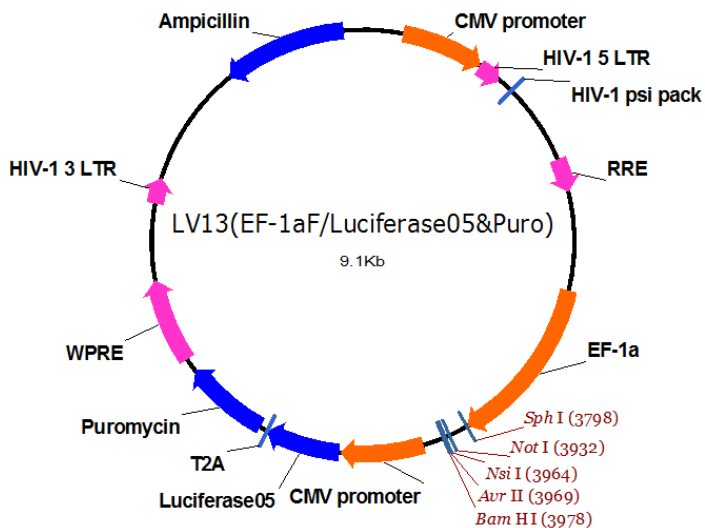 Ampicillin
CMV promoter
HIV-1 5 LTR
HIV-1 psi pack
HIV-1 3 LTR
RRE
LV13(EF-1aF/Luciferase05&Puro)
9.1Kb
WPRE
EF-1a
Puromycin
Sph I (3798)
T2A
Not I (3932)
Nsi I (3964)
Luciferase05
CMV promoter
Avr II (3969)
Bam HI (3978)